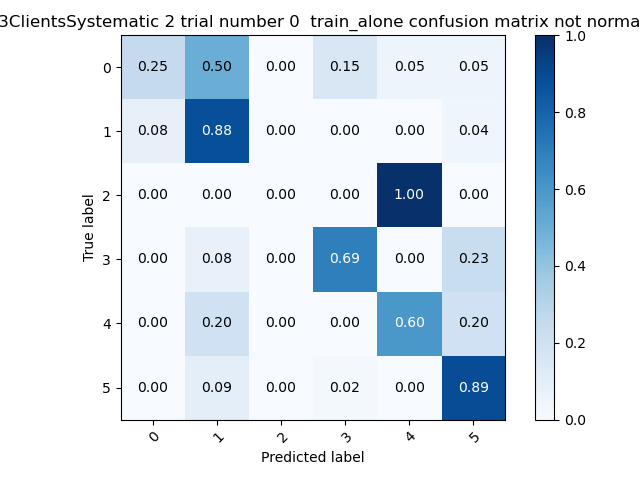 3ClientsSystematic 2 trial number 0 train_alone confusion matrix not norma
0 0.25 0.50 0.00 0.15 0.05 0.05
1 0.08 0.88 0.00 0.00 0.00 0.04
2 0.00 0.00 0.00 0.00 1.00 0.00
3 0.00 0.08 0.00 0.69 0.00 0.23
4 0.00 0.20 0.00 0.00 0.60 0.20
5 0.00 0.09 0.00 0.02 0.00 0.89
0 1 2 3 4 5
True label
Predicted label
1.0
0.8
0.6
0.4
0.2
0.0